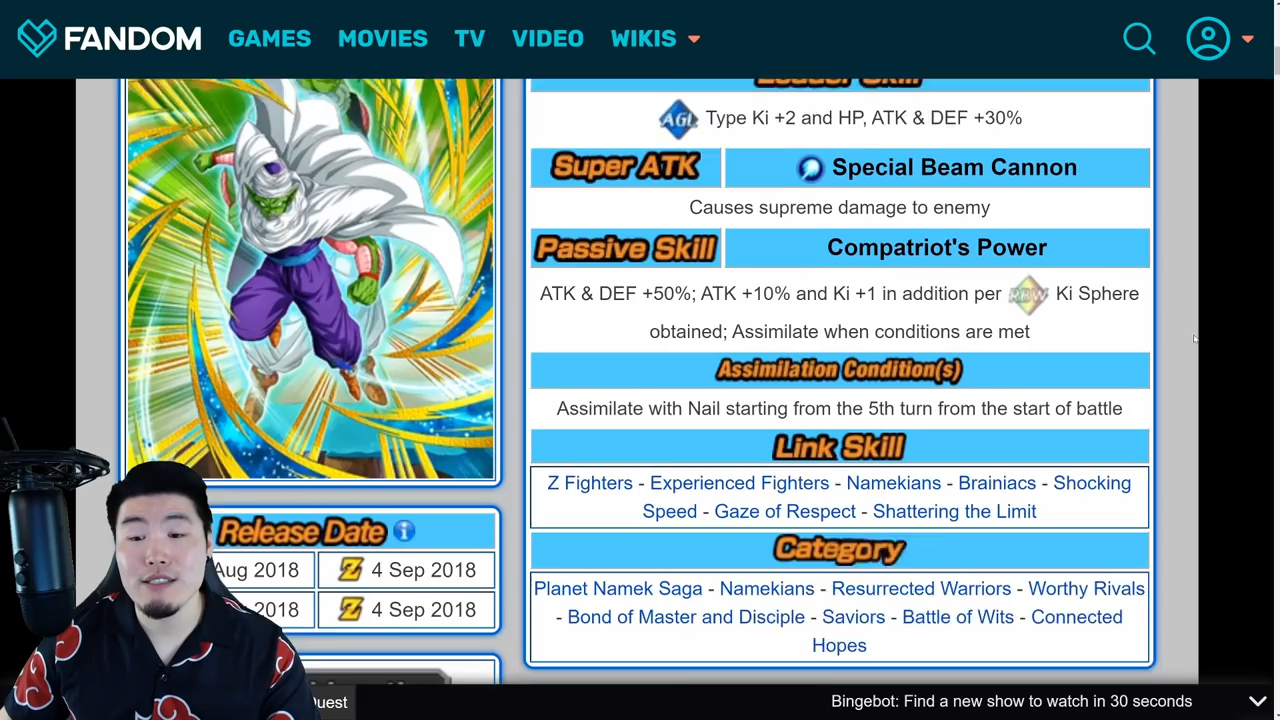 FANDOM GAMES MOVIES TV VIDEO WIKIS
Leader Skill
AGL Type Ki +2 and HP, ATK & DEF +30%
Super ATK Special Beam Cannon
Causes supreme damage to enemy
Passive Skill Compatriot's Power
ATK & DEF +50%; ATK +10% and Ki +1 in addition per RBW Ki Sphere
obtained; Assimilate when conditions are met
Assimilation Condition(s)
Assimilate with Nail starting from the 5th turn from the start of battle
Link Skill
Z Fighters - Experienced Fighters - Namekians - Brainiacs - Shocking
Speed - Gaze of Respect - Shattering the Limit
Category
Planet Namek Saga - Namekians - Resurrected Warriors - Worthy Rivals
- Bond of Master and Disciple - Saviors - Battle of Wits - Connected
Hopes
Release Date i
Aug 2018 Z 4 Sep 2018
2018 Z 4 Sep 2018
Quest
Bingebot: Find a new show to watch in 30 seconds